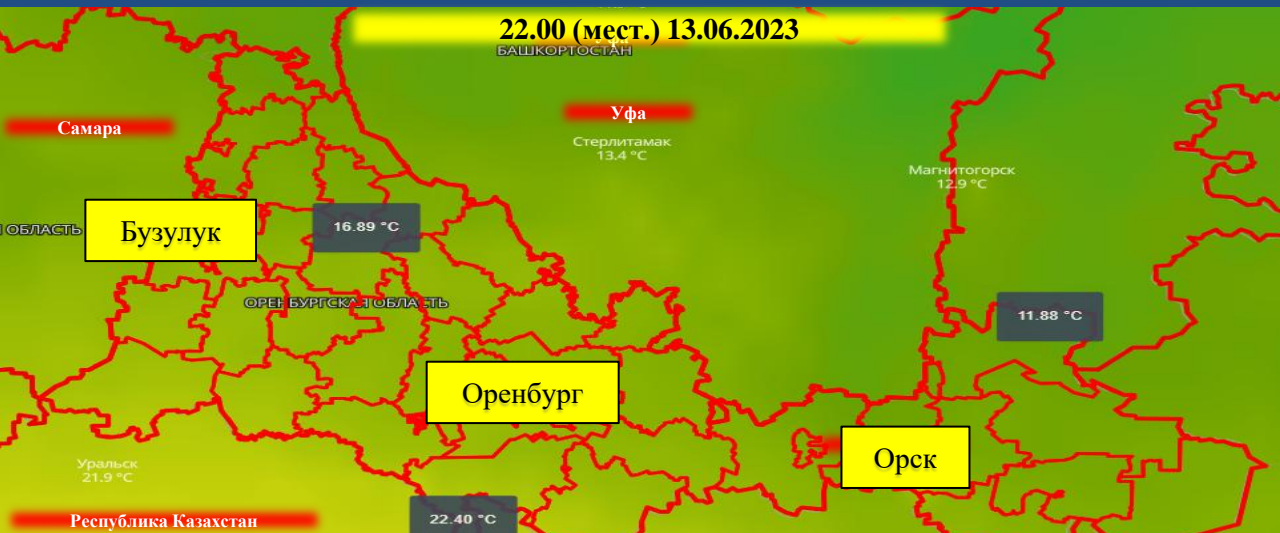 22.00 (мест.) 13.06.2023
БАШКОРТОСТАН
Самара
Уфа
Стерлитамак
13.4 °C
Магнитогорск
12.9 °C
Бузулук
16.89 °C
ОБЛАСТЬ
ОРЕНБУРГСКАЯ ОБЛАСТЬ
11.88 °C
Оренбург
Орск
Уральск
21.9 °C
22.40 °C
Республика Казахстан